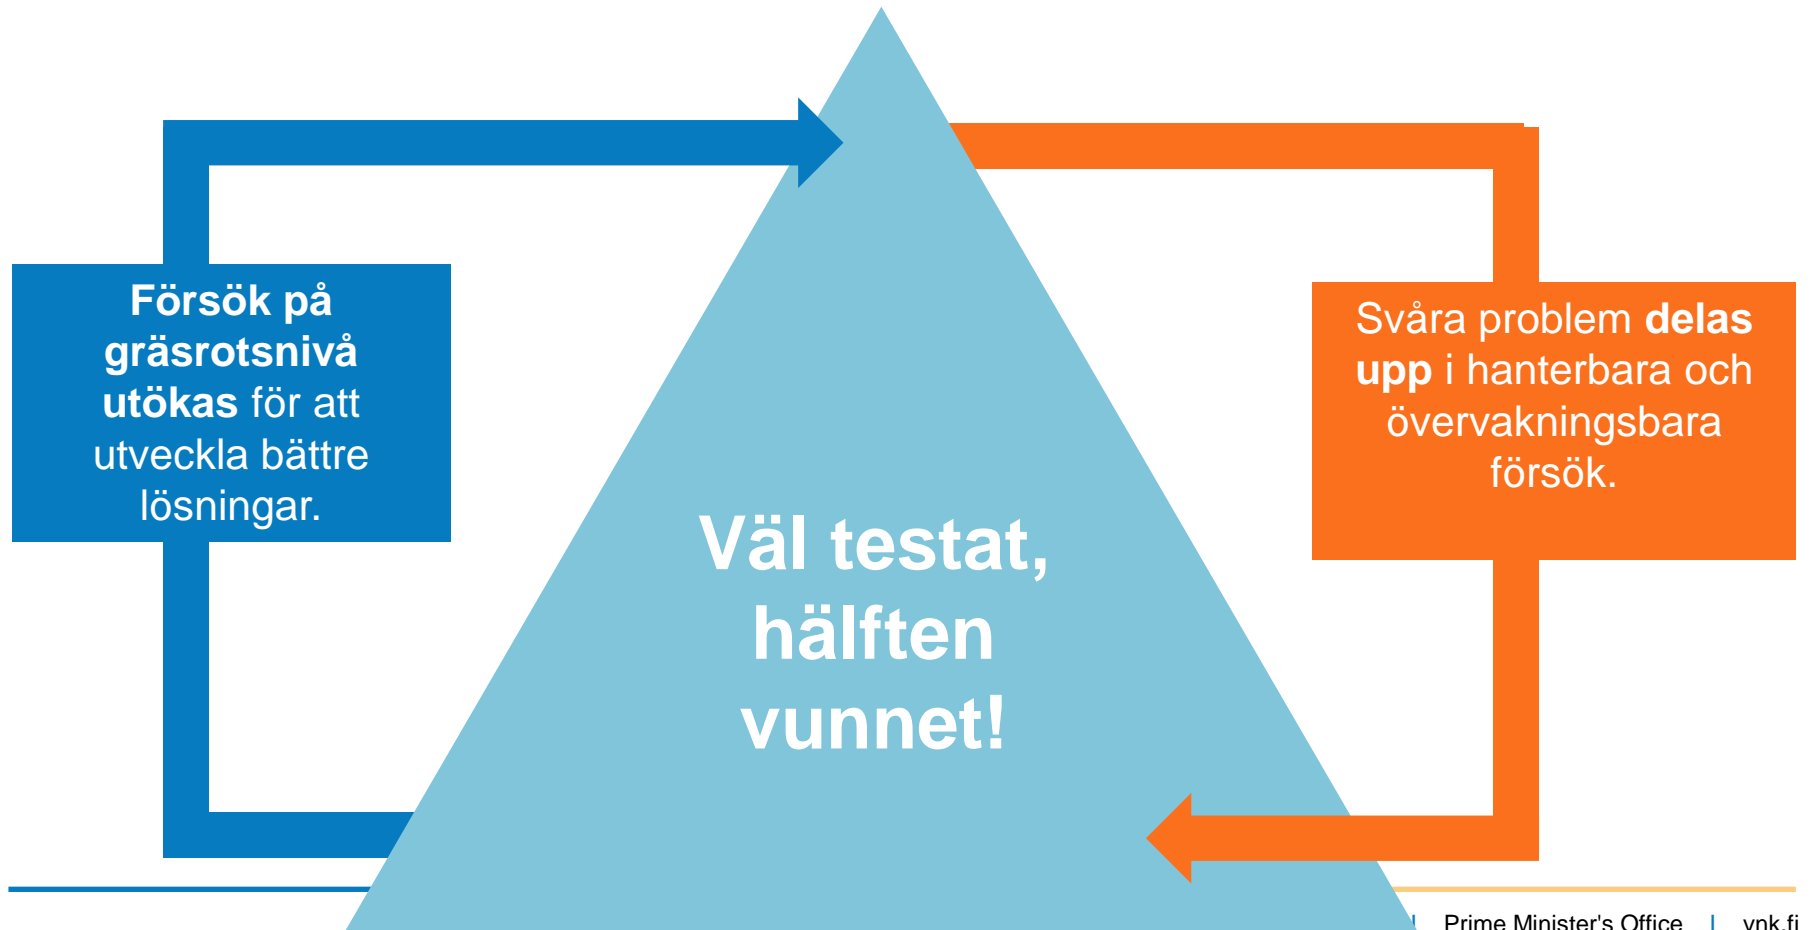 Försök på
gräsrotsnivå
utökas för att
utveckla bättre
lösningar.
Väl testat,
hälften
vunnet!
Svåra problem delas
upp i hanterbara och
övervakningsbara
försök.
| Prime Minister's Office | vnk.fi